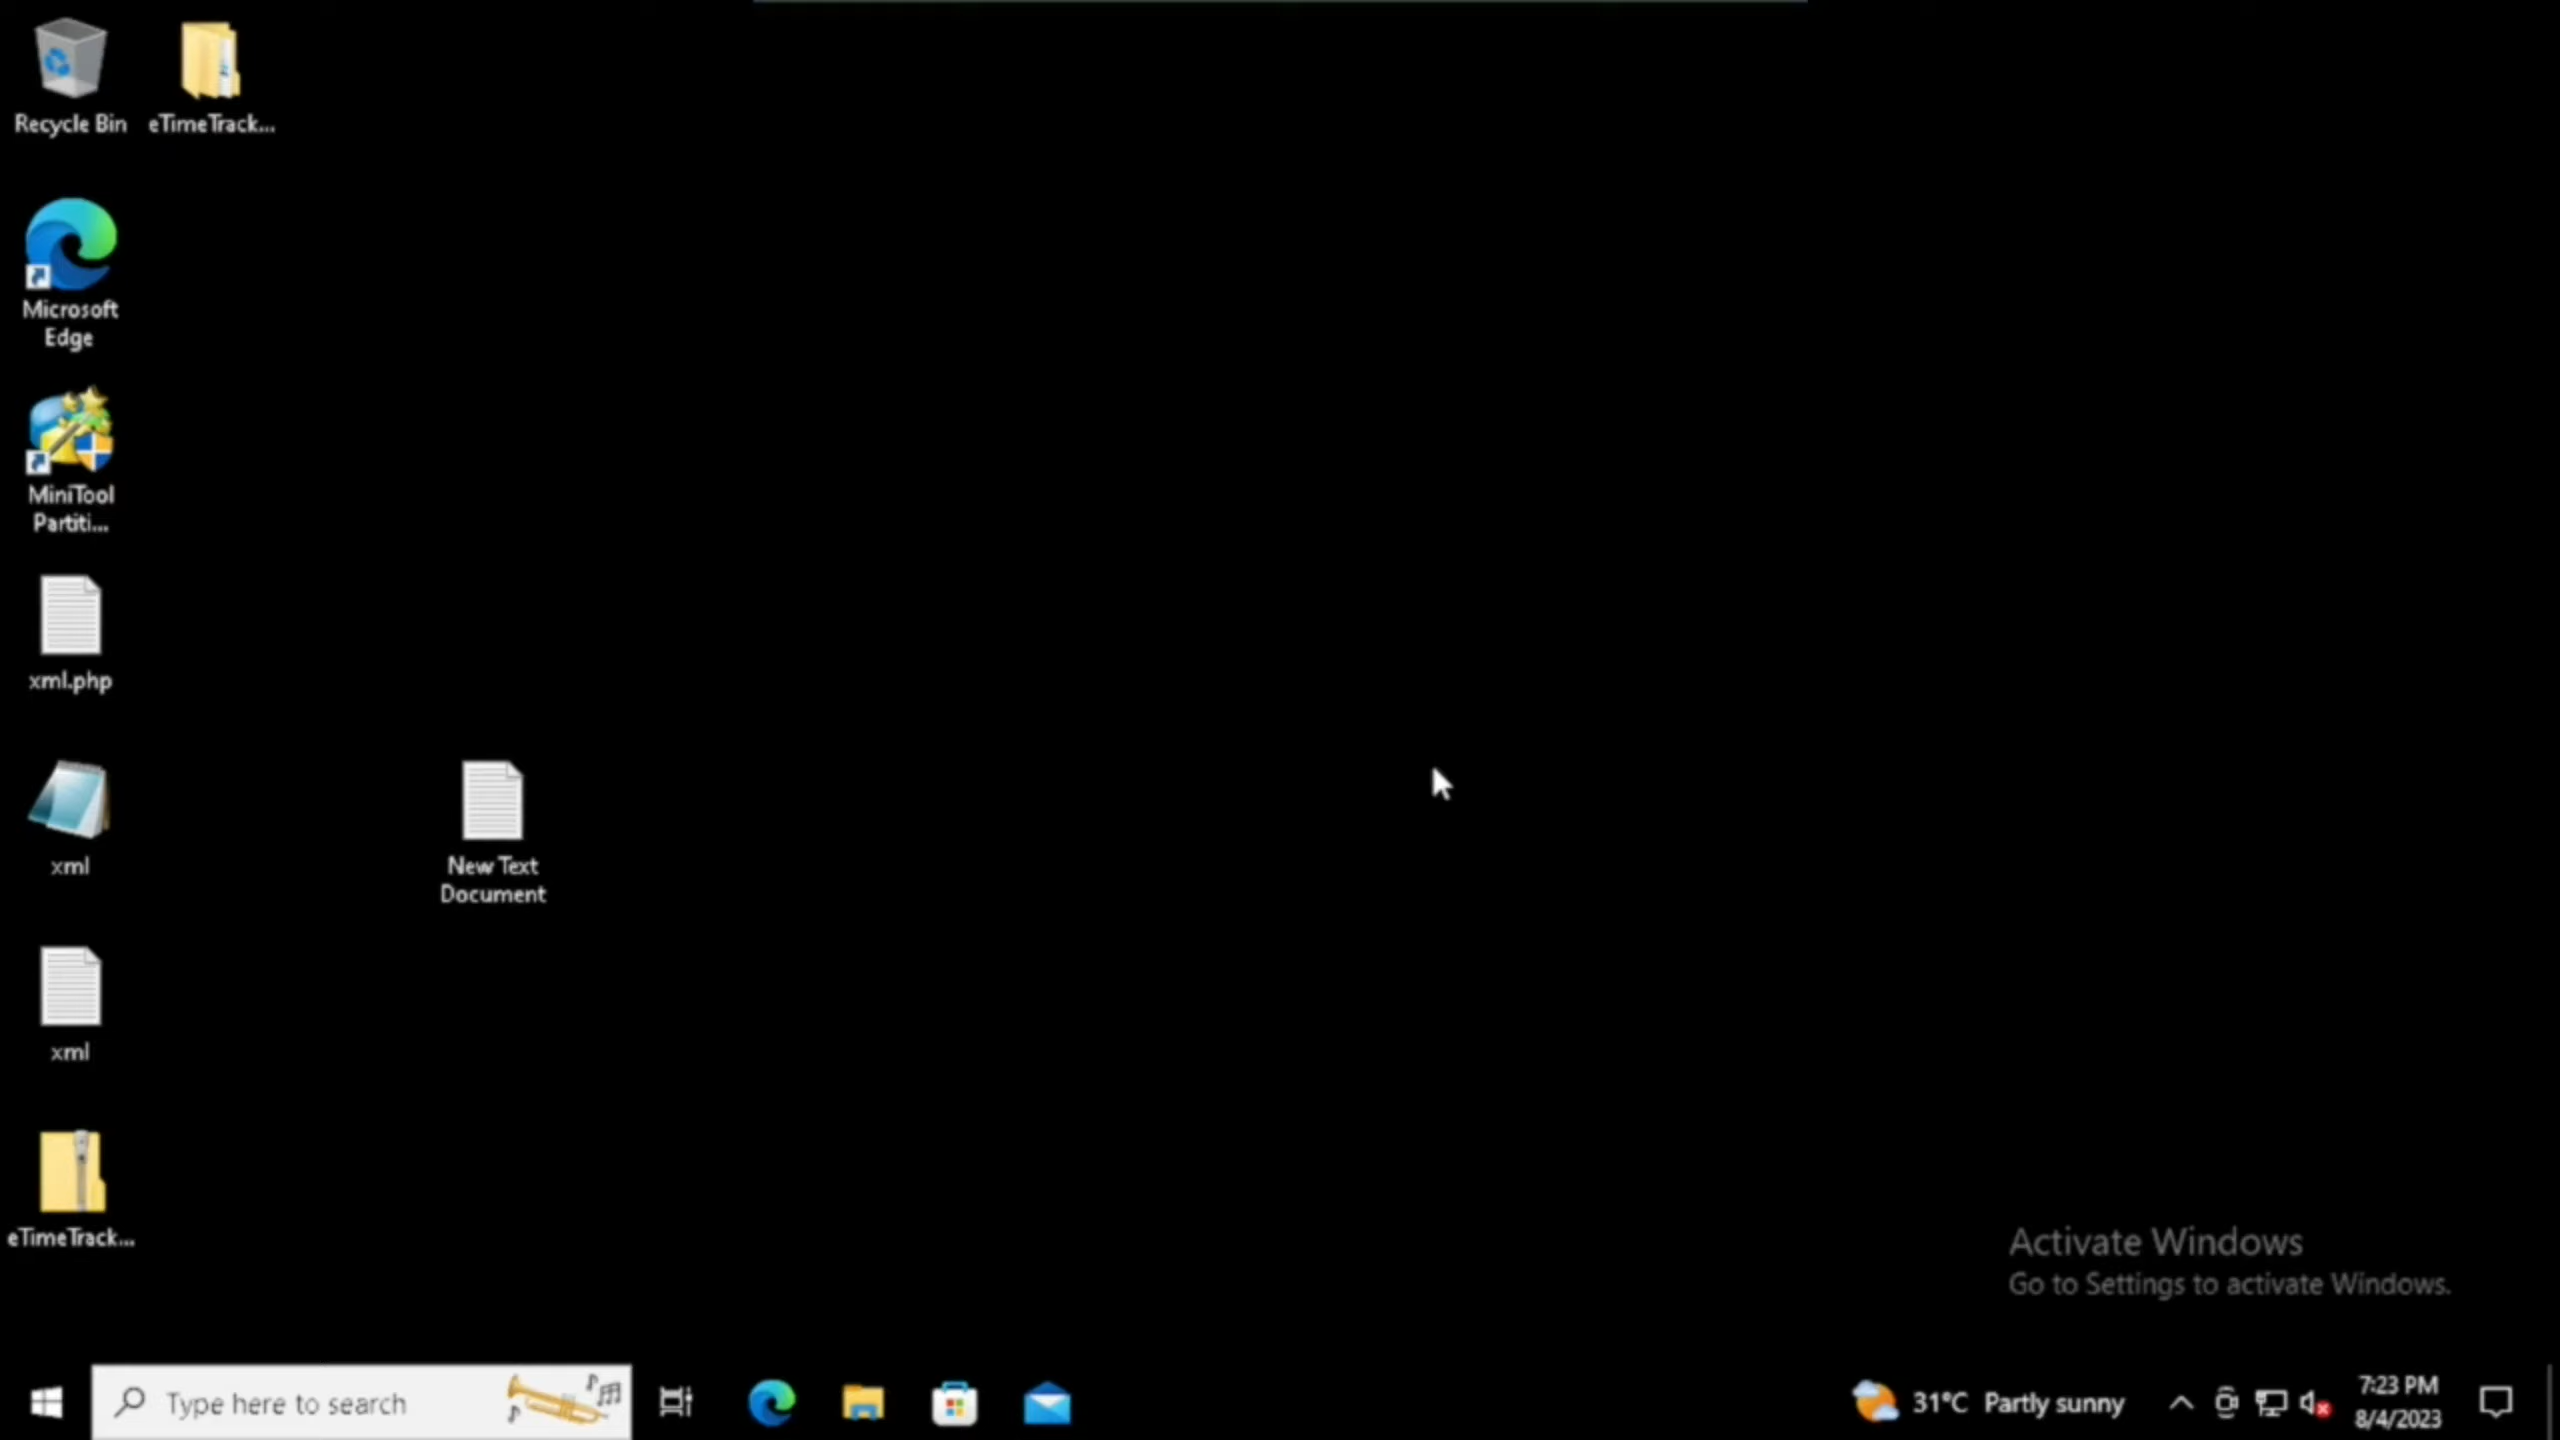 Recycle Bin
eTimeTrack...
Microsoft
Edge
MiniTool
Partiti...
xml.php
xml
New Text
Document
xml
eTimeTrack...
Activate Windows
Go to Settings to activate Windows.
Type here to search
31°C Partly sunny
7:23 PM
8/4/2023